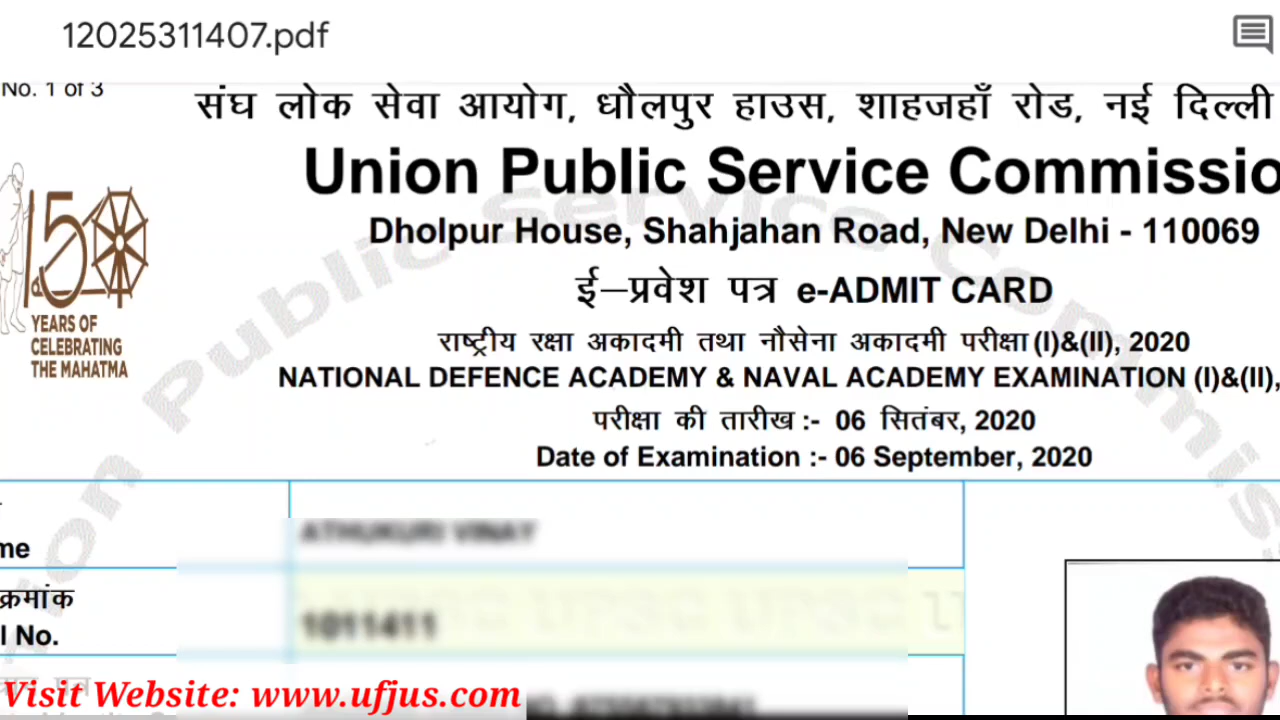 12025311407.pdf
No. 1 of 3
संघ लोक सेवा आयोग, धौलपुर हाउस, शाहजहाँ रोड, नई दिल्ली
Union Public Service Commissio
Dholpur House, Shahjahan Road, New Delhi - 110069
ई–प्रवेश पत्र e-ADMIT CARD
150
YEARS OF
CELEBRATING
THE MAHATMA
राष्ट्रीय रक्षा अकादमी तथा नौसेना अकादमी परीक्षा (I)&(II), 2020
NATIONAL DEFENCE ACADEMY & NAVAL ACADEMY EXAMINATION (I)&(II),
परीक्षा की तारीख :- 06 सितंबर, 2020
Date of Examination :- 06 September, 2020
me
क्रमांक
l No.
Visit Website: www.ufjus.com